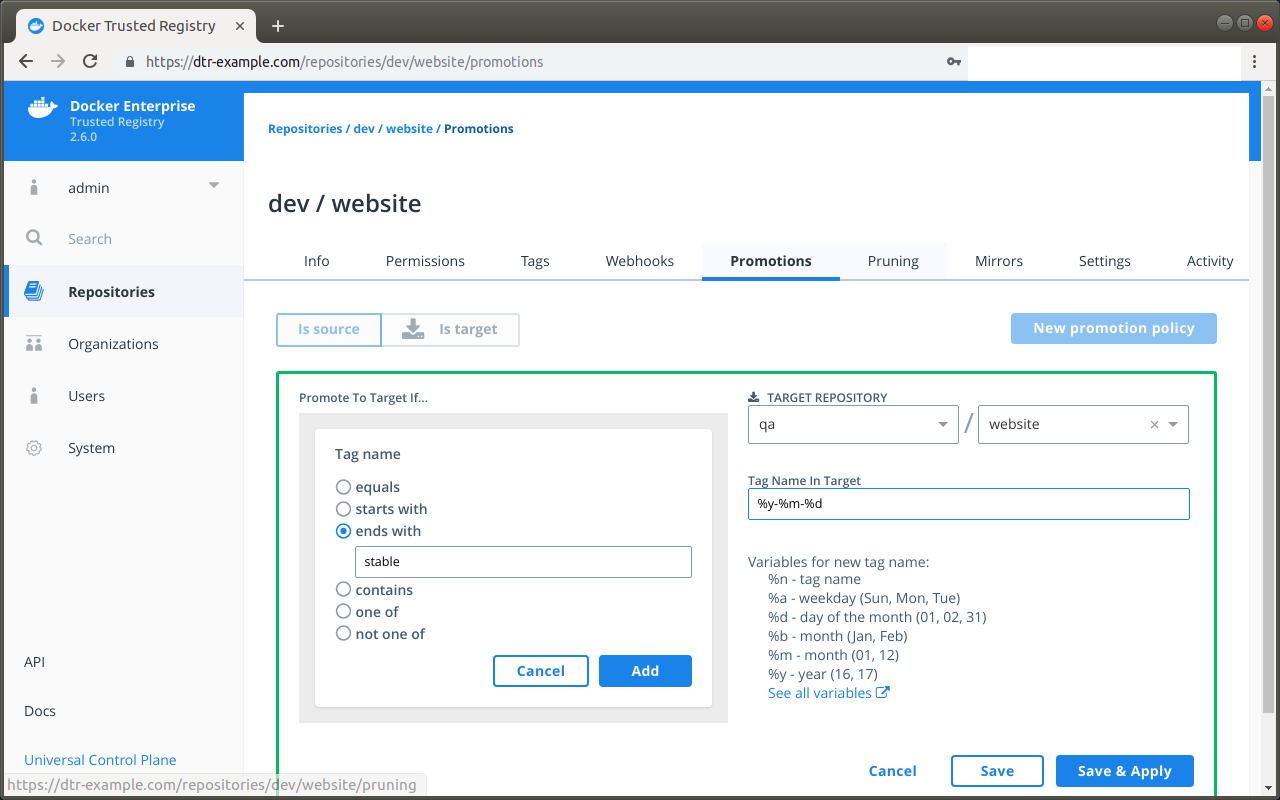 Docker Trusted Registry
https://dtr-example.com/repositories/dev/website/promotions
Docker Enterprise
Trusted Registry
2.6.0
admin
Search
Repositories
Organizations
Users
System
API
Docs
Universal Control Plane
https://dtr-example.com/repositories/dev/website/pruning
Repositories / dev / website / Promotions
dev / website
Info Permissions Tags Webhooks Promotions Pruning Mirrors Settings Activity
Is source Is target New promotion policy
Promote To Target If...
Tag name
equals
starts with
ends with
stable
contains
one of
not one of
Cancel Add
TARGET REPOSITORY
qa / website
Tag Name In Target
%y-%m-%d
Variables for new tag name:
%n - tag name
%a - weekday (Sun, Mon, Tue)
%d - day of the month (01, 02, 31)
%b - month (Jan, Feb)
%m - month (01, 12)
%y - year (16, 17)
See all variables
Cancel Save Save & Apply